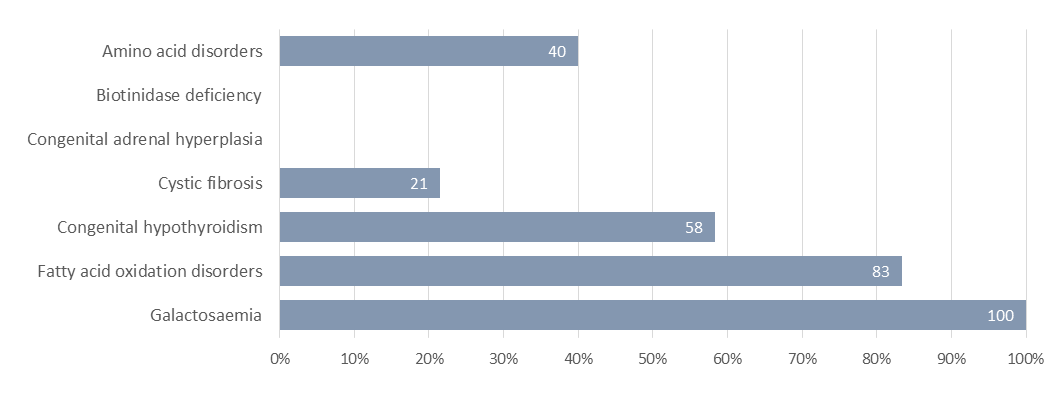 Amino acid disorders 40
Biotinidase deficiency
Congenital adrenal hyperplasia
Cystic fibrosis 21
Congenital hypothyroidism 58
Fatty acid oxidation disorders 83
Galactosaemia 100
0% 10% 20% 30% 40% 50% 60% 70% 80% 90% 100%